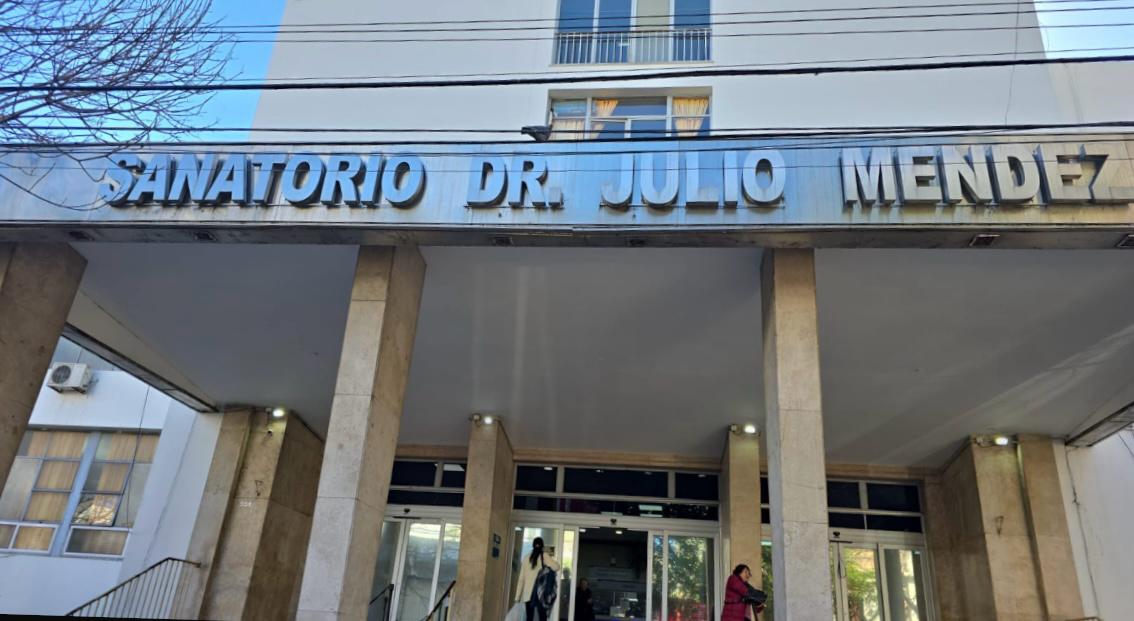 SANATORIO DR. JULIO MENDEZ